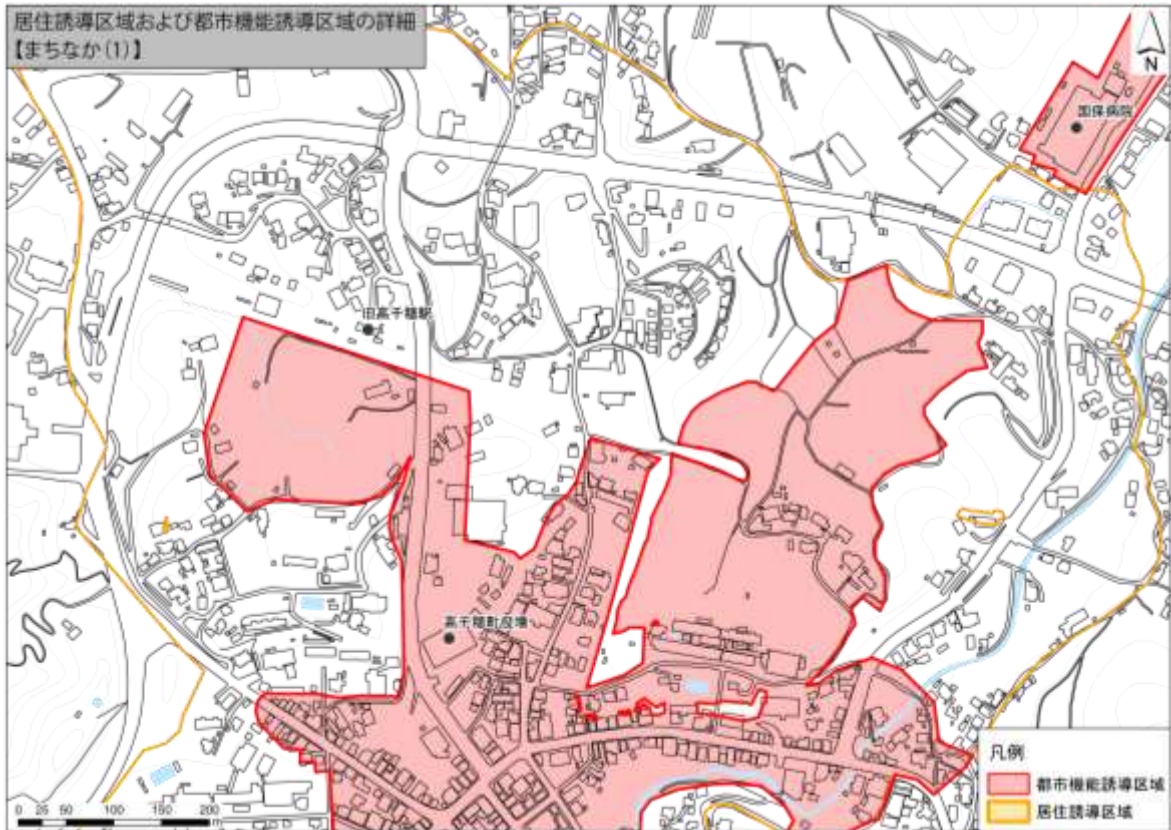 居住誘導区域および都市機能誘導区域の詳細
【まちなか(1)】
N
国保病院
旧高千穂駅
高千穂町役場
凡例
都市機能誘導区域
居住誘導区域
0 25 50 100 150 200
m